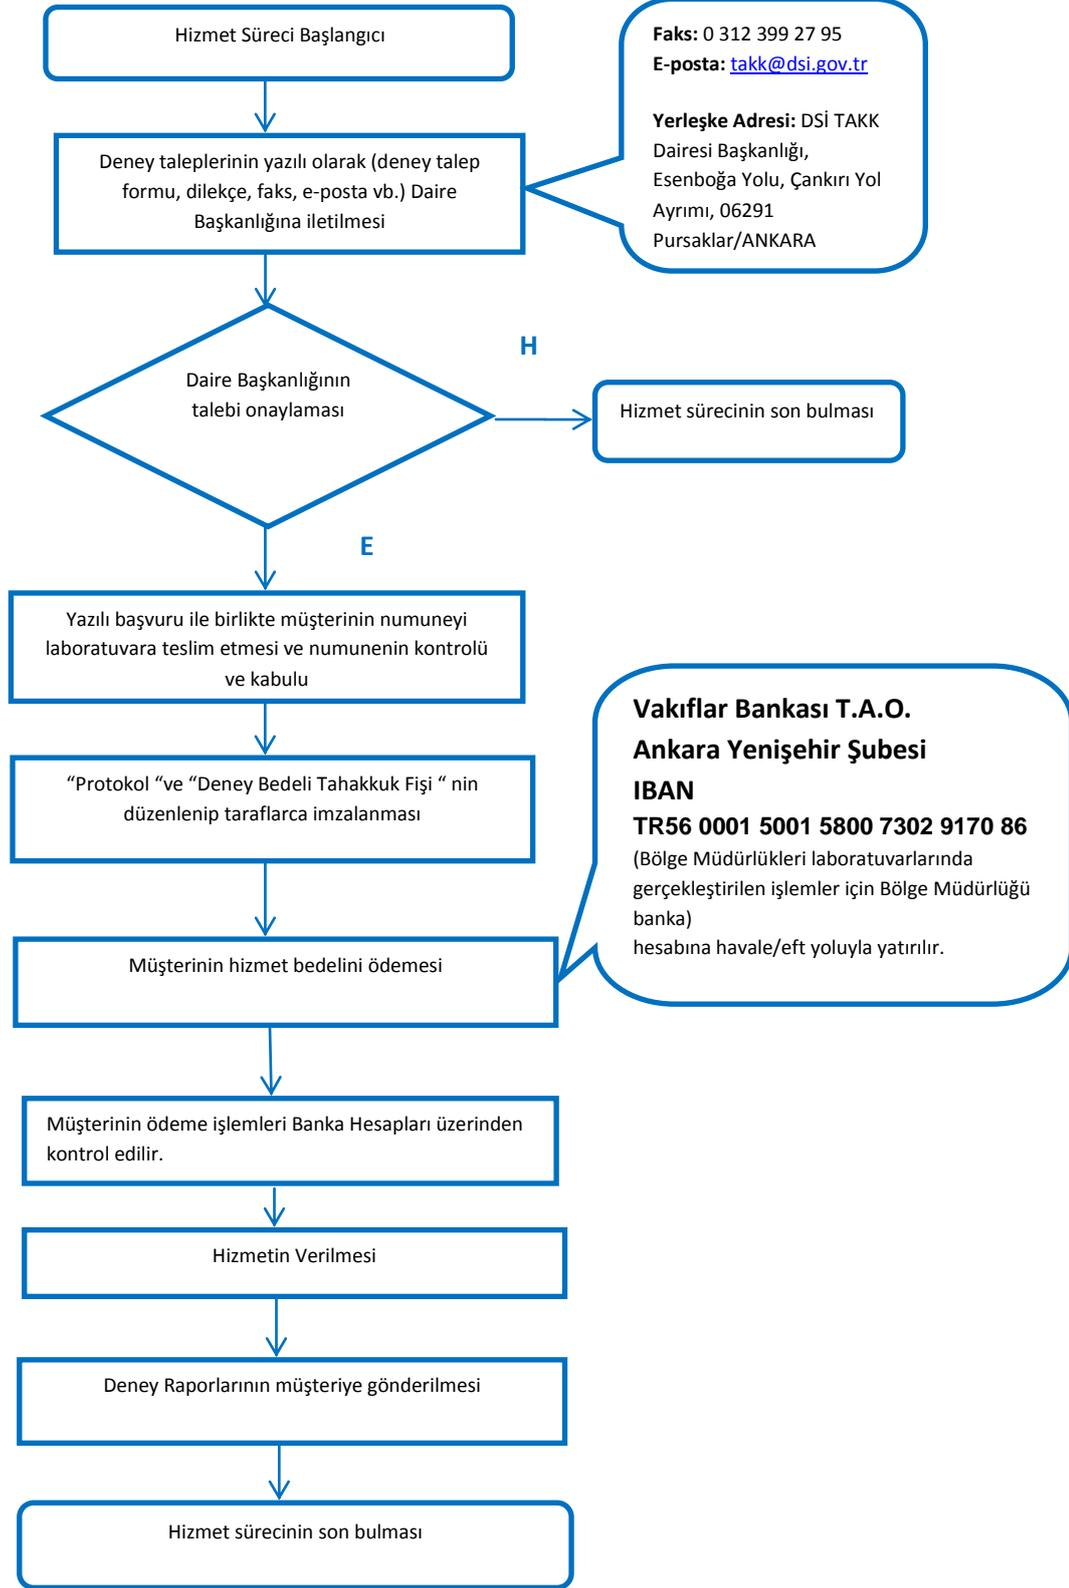 Hizmet Süreci Başlangıcı
Faks: 0 312 399 27 95
E-posta: takk@dsi.gov.tr
Yerleşke Adresi: DSİ TAKK
Dairesi Başkanlığı,
Esenboğa Yolu, Çankırı Yol
Ayrımı, 06291
Pursaklar/ANKARA
Deney taleplerinin yazılı olarak (deney talep
formu, dilekçe, faks, e-posta vb.) Daire
Başkanlığına iletilmesi
Daire Başkanlığının
talebi onaylaması
H
Hizmet sürecinin son bulması
E
Yazılı başvuru ile birlikte müşterinin numuneyi
laboratuvara teslim etmesi ve numunenin kontrolü
ve kabulu
“Protokol “ve “Deney Bedeli Tahakkuk Fişi “ nin
düzenlenip taraflarca imzalanması
Vakıflar Bankası T.A.O.
Ankara Yenişehir Şubesi
IBAN
TR56 0001 5001 5800 7302 9170 86
(Bölge Müdürlükleri laboratuvarlarında
gerçekleştirilen işlemler için Bölge Müdürlüğü
banka)
hesabına havale/eft yoluyla yatırılır.
Müşterinin hizmet bedelini ödemesi
Müşterinin ödeme işlemleri Banka Hesapları üzerinden
kontrol edilir.
Hizmetin Verilmesi
Deney Raporlarının müşteriye gönderilmesi
Hizmet sürecinin son bulması